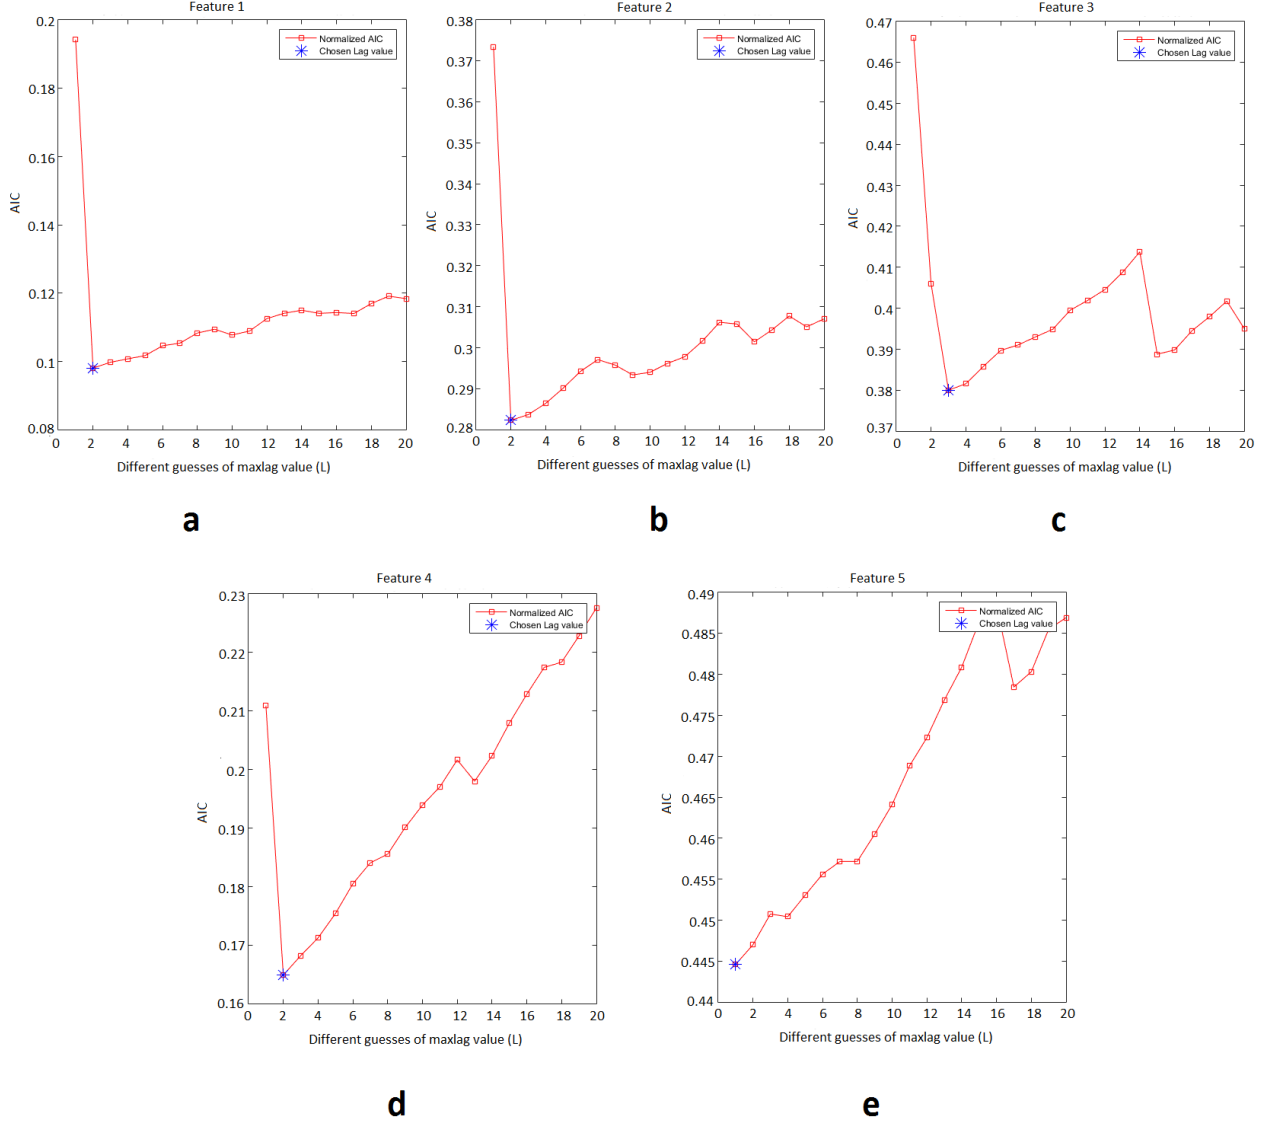 Feature 1
0.2
0.18
0.16
0.14
0.12
0.1
0.08
AIC
Normalized AIC
Chosen Lag value
0 2 4 6 8 10 12 14 16 18 20
Different guesses of maxlag value (L)
a
Feature 2
0.38
0.37
0.36
0.35
0.34
0.33
0.32
0.31
0.3
0.29
0.28
AIC
Normalized AIC
Chosen Lag value
0 2 4 6 8 10 12 14 16 18 20
Different guesses of maxlag value (L)
b
Feature 3
0.47
0.46
0.45
0.44
0.43
0.42
0.41
0.4
0.39
0.38
0.37
AIC
Normalized AIC
Chosen Lag value
0 2 4 6 8 10 12 14 16 18 20
Different guesses of maxlag value (L)
c
Feature 4
0.23
0.22
0.21
0.2
0.19
0.18
0.17
0.16
AIC
Normalized AIC
Chosen Lag value
0 2 4 6 8 10 12 14 16 18 20
Different guesses of maxlag value (L)
d
Feature 5
0.49
0.485
0.48
0.475
0.47
0.465
0.46
0.455
0.45
0.445
0.44
AIC
Normalized AIC
Chosen Lag value
0 2 4 6 8 10 12 14 16 18 20
Different guesses of maxlag value (L)
e